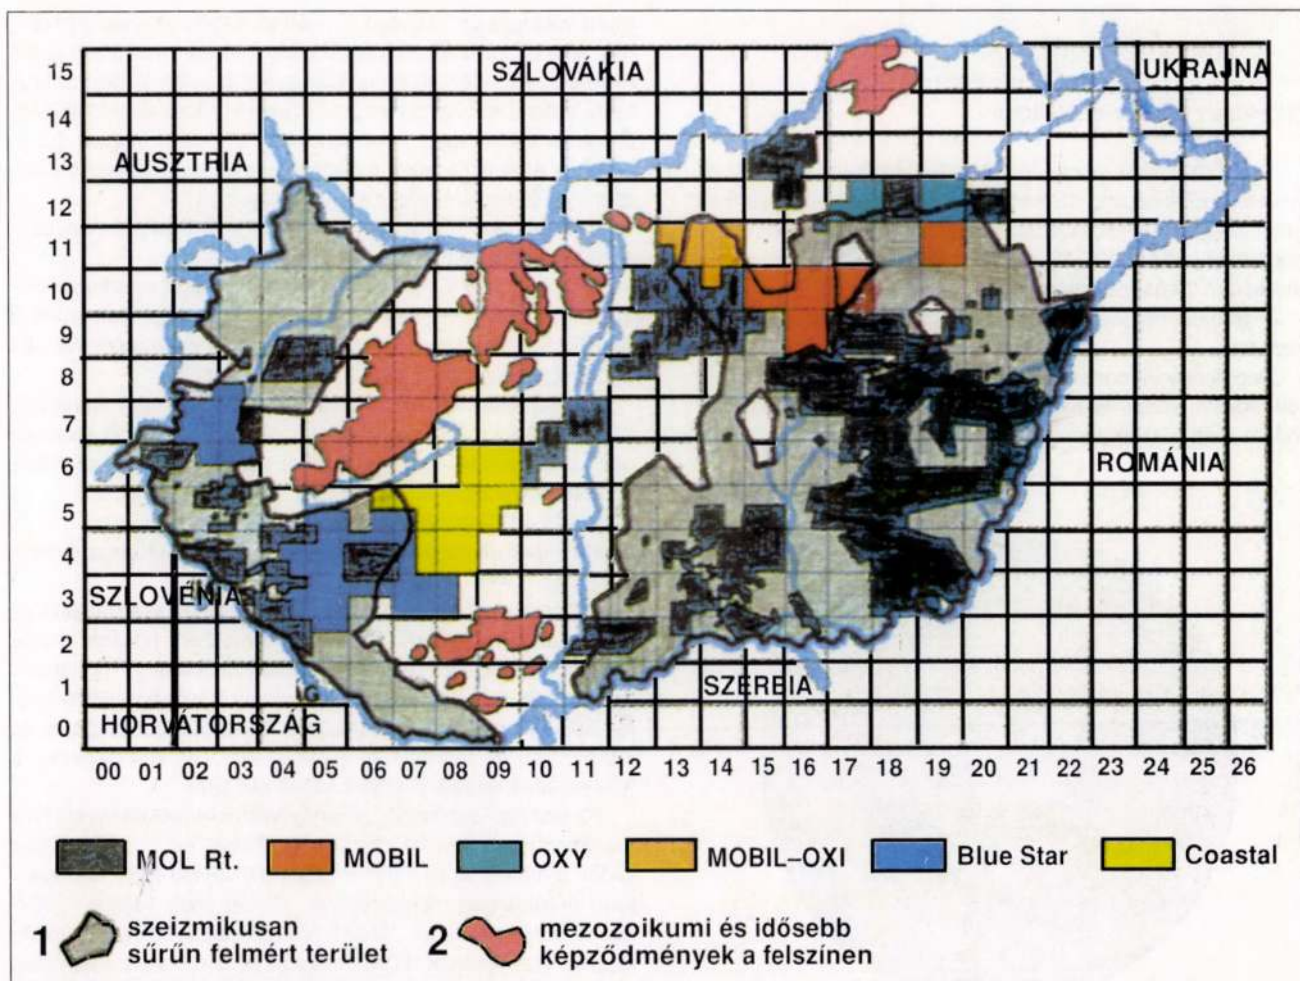 SZLOVÁKIA
UKRAJNA
AUSZTRIA
ROMÁNIA
SZLOVÉNIA
SZERBIA
ÁG
HORVÁTORSZÁG
15
14
13
12
11
10
9
8
7
6
5
4
3
2
1
0
00 01 02 03 04 05 06 07 08 09 10 11 12 13 14 15 16 17 18 19 20 21 22 23 24 25 26
MOL Rt. MOBIL OXY MOBIL–OXI Blue Star Coastal
1 szeizmikusan
sűrűn felmért terület
2 mezozoikumi és idősebb
képződmények a felszínen